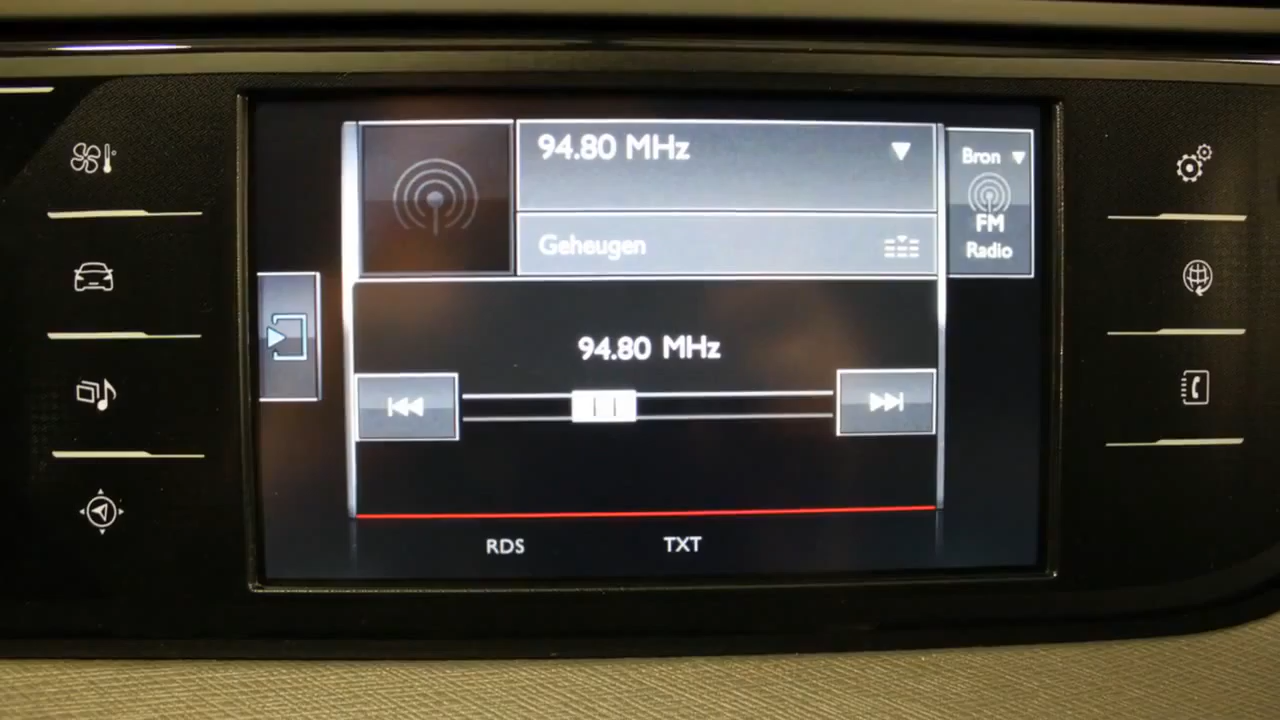 94.80 MHz
Bron
FM
Radio
Geheugen
94.80 MHz
RDS
TXT